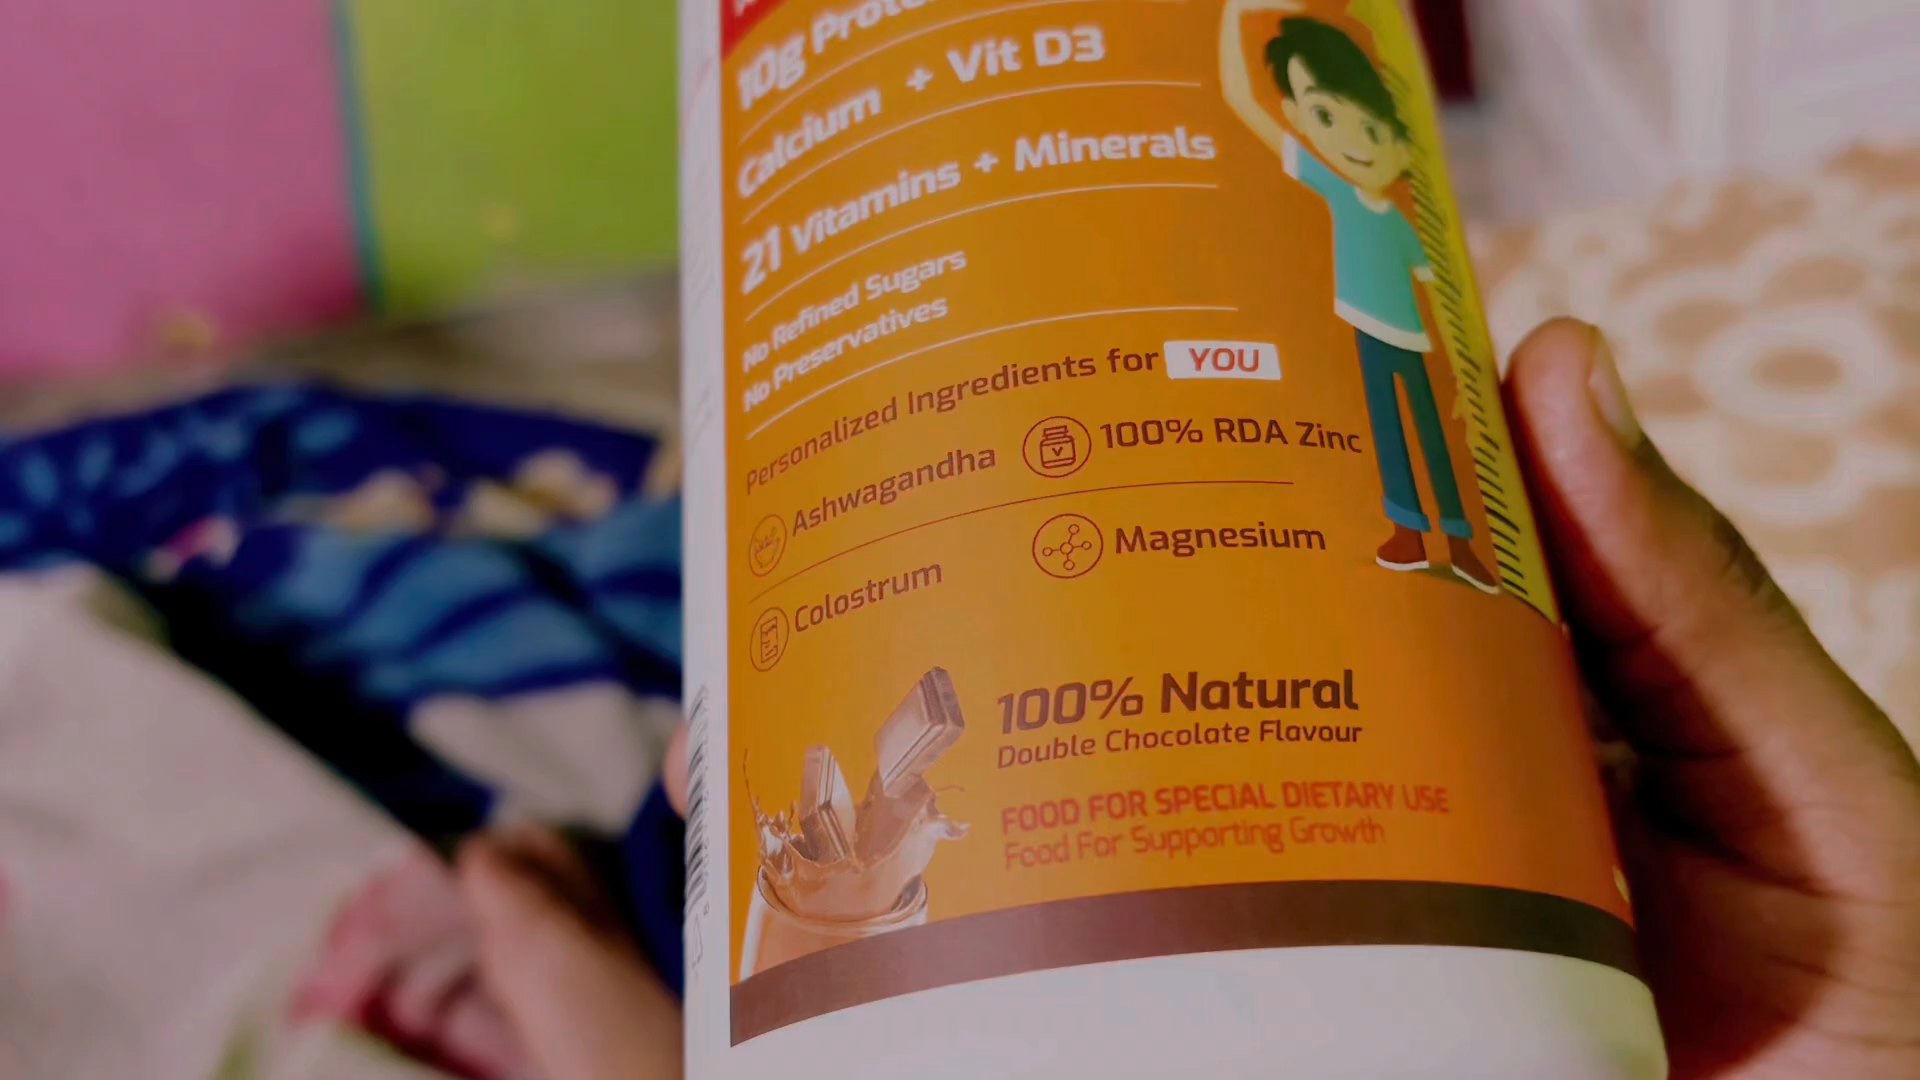 10g Protein
Calcium + Vit D3
21 Vitamins + Minerals
No Refined Sugars
No Preservatives
Personalized Ingredients for YOU
Ashwagandha
100% RDA Zinc
Colostrum
Magnesium
100% Natural
Double Chocolate Flavour
FOOD FOR SPECIAL DIETARY USE
Food For Supporting Growth